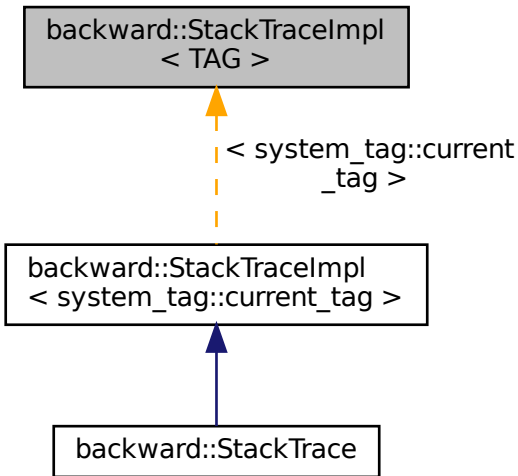 backward::StackTraceImpl
< TAG >
< system_tag::current
_tag >
backward::StackTraceImpl
< system_tag::current_tag >
backward::StackTrace